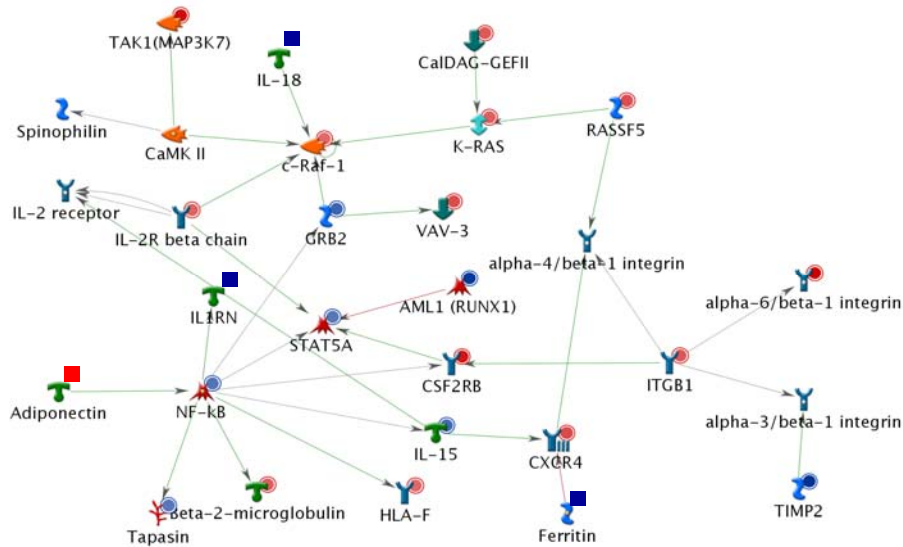 TAK1(MAP3K7)
IL-18
CalDAG-GEFII
Spinophilin
CaMK II
c-Raf-1
K-RAS
RASSF5
IL-2 receptor
IL-2R beta chain
GRB2
VAV-3
alpha-4/beta-1 integrin
IL1RN
STAT5A
AML1 (RUNX1)
alpha-6/beta-1 integrin
Adiponectin
NF-kB
CSF2RB
ITGB1
alpha-3/beta-1 integrin
IL-15
CXCR4
Tapasin
Beta-2-microglobulin
HLA-F
Ferritin
TIMP2